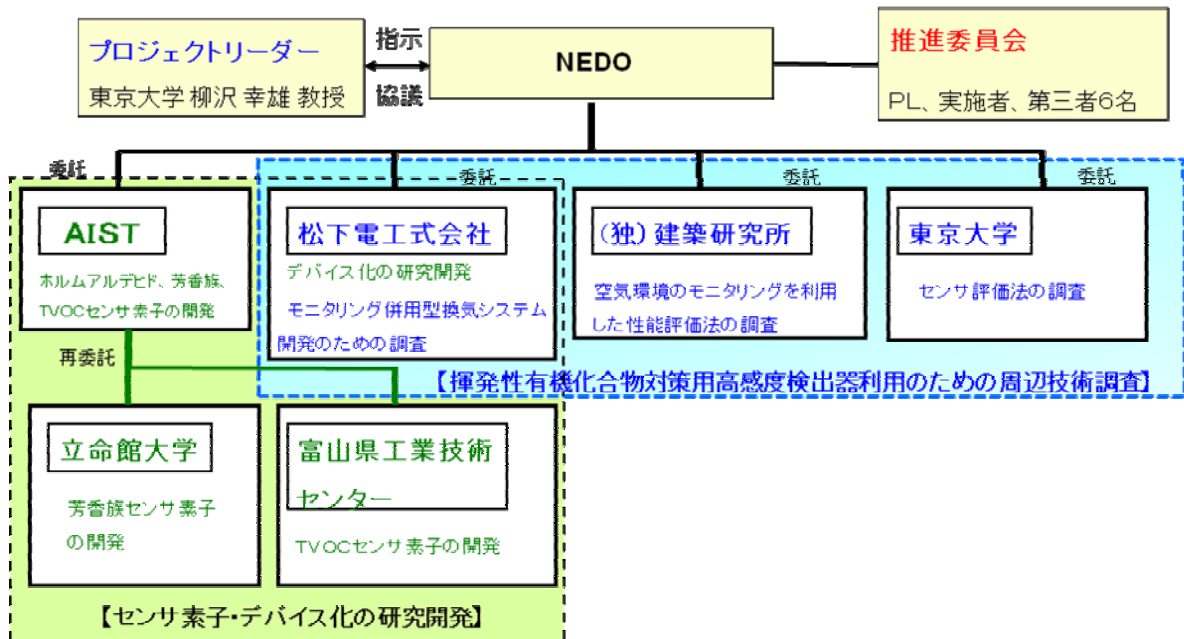 プロジェクトリーダー
東京大学 柳沢 幸雄 教授
指示
協議
NEDO
推進委員会
PL、実施者、第三者6名
委託
委託
委託
委託
AIST
ホルムアルデヒド、芳香族、
TVOCセンサ素子の開発
松下電工式会社
デバイス化の研究開発
モニタリング併用型換気システム
開発のための調査
(独)建築研究所
空気環境のモニタリングを利用
した性能評価法の調査
東京大学
センサ評価法の調査
再委託
【揮発性有機化合物対策用高感度検出器利用のための周辺技術調査】
立命館大学
芳香族センサ素子
の開発
富山県工業技術
センター
TVOCセンサ素子の開発
【センサ素子・デバイス化の研究開発】